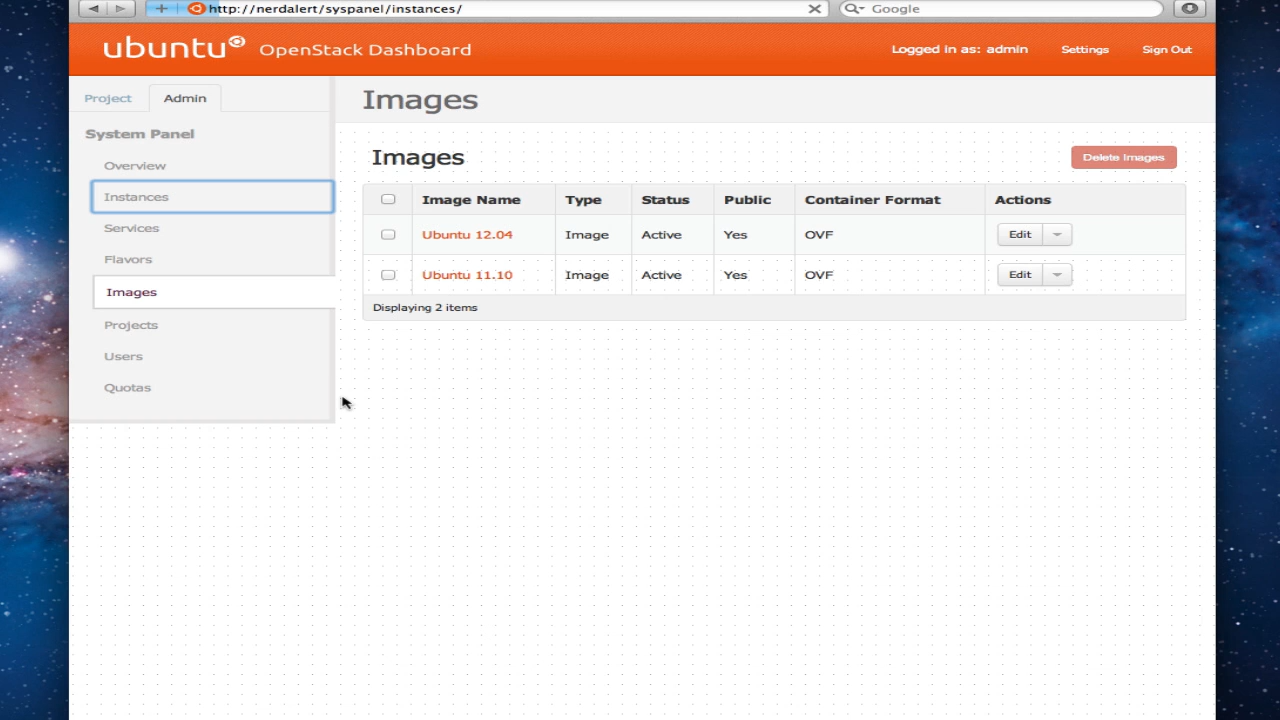 http://nerdalert/syspanel/instances/
Google
ubuntu OpenStack Dashboard
Logged in as: admin Settings Sign Out
Project Admin
System Panel
Overview
Instances
Services
Flavors
Images
Projects
Users
Quotas
Images
Images
Delete Images
Image Name Type Status Public Container Format Actions
Ubuntu 12.04 Image Active Yes OVF Edit
Ubuntu 11.10 Image Active Yes OVF Edit
Displaying 2 items